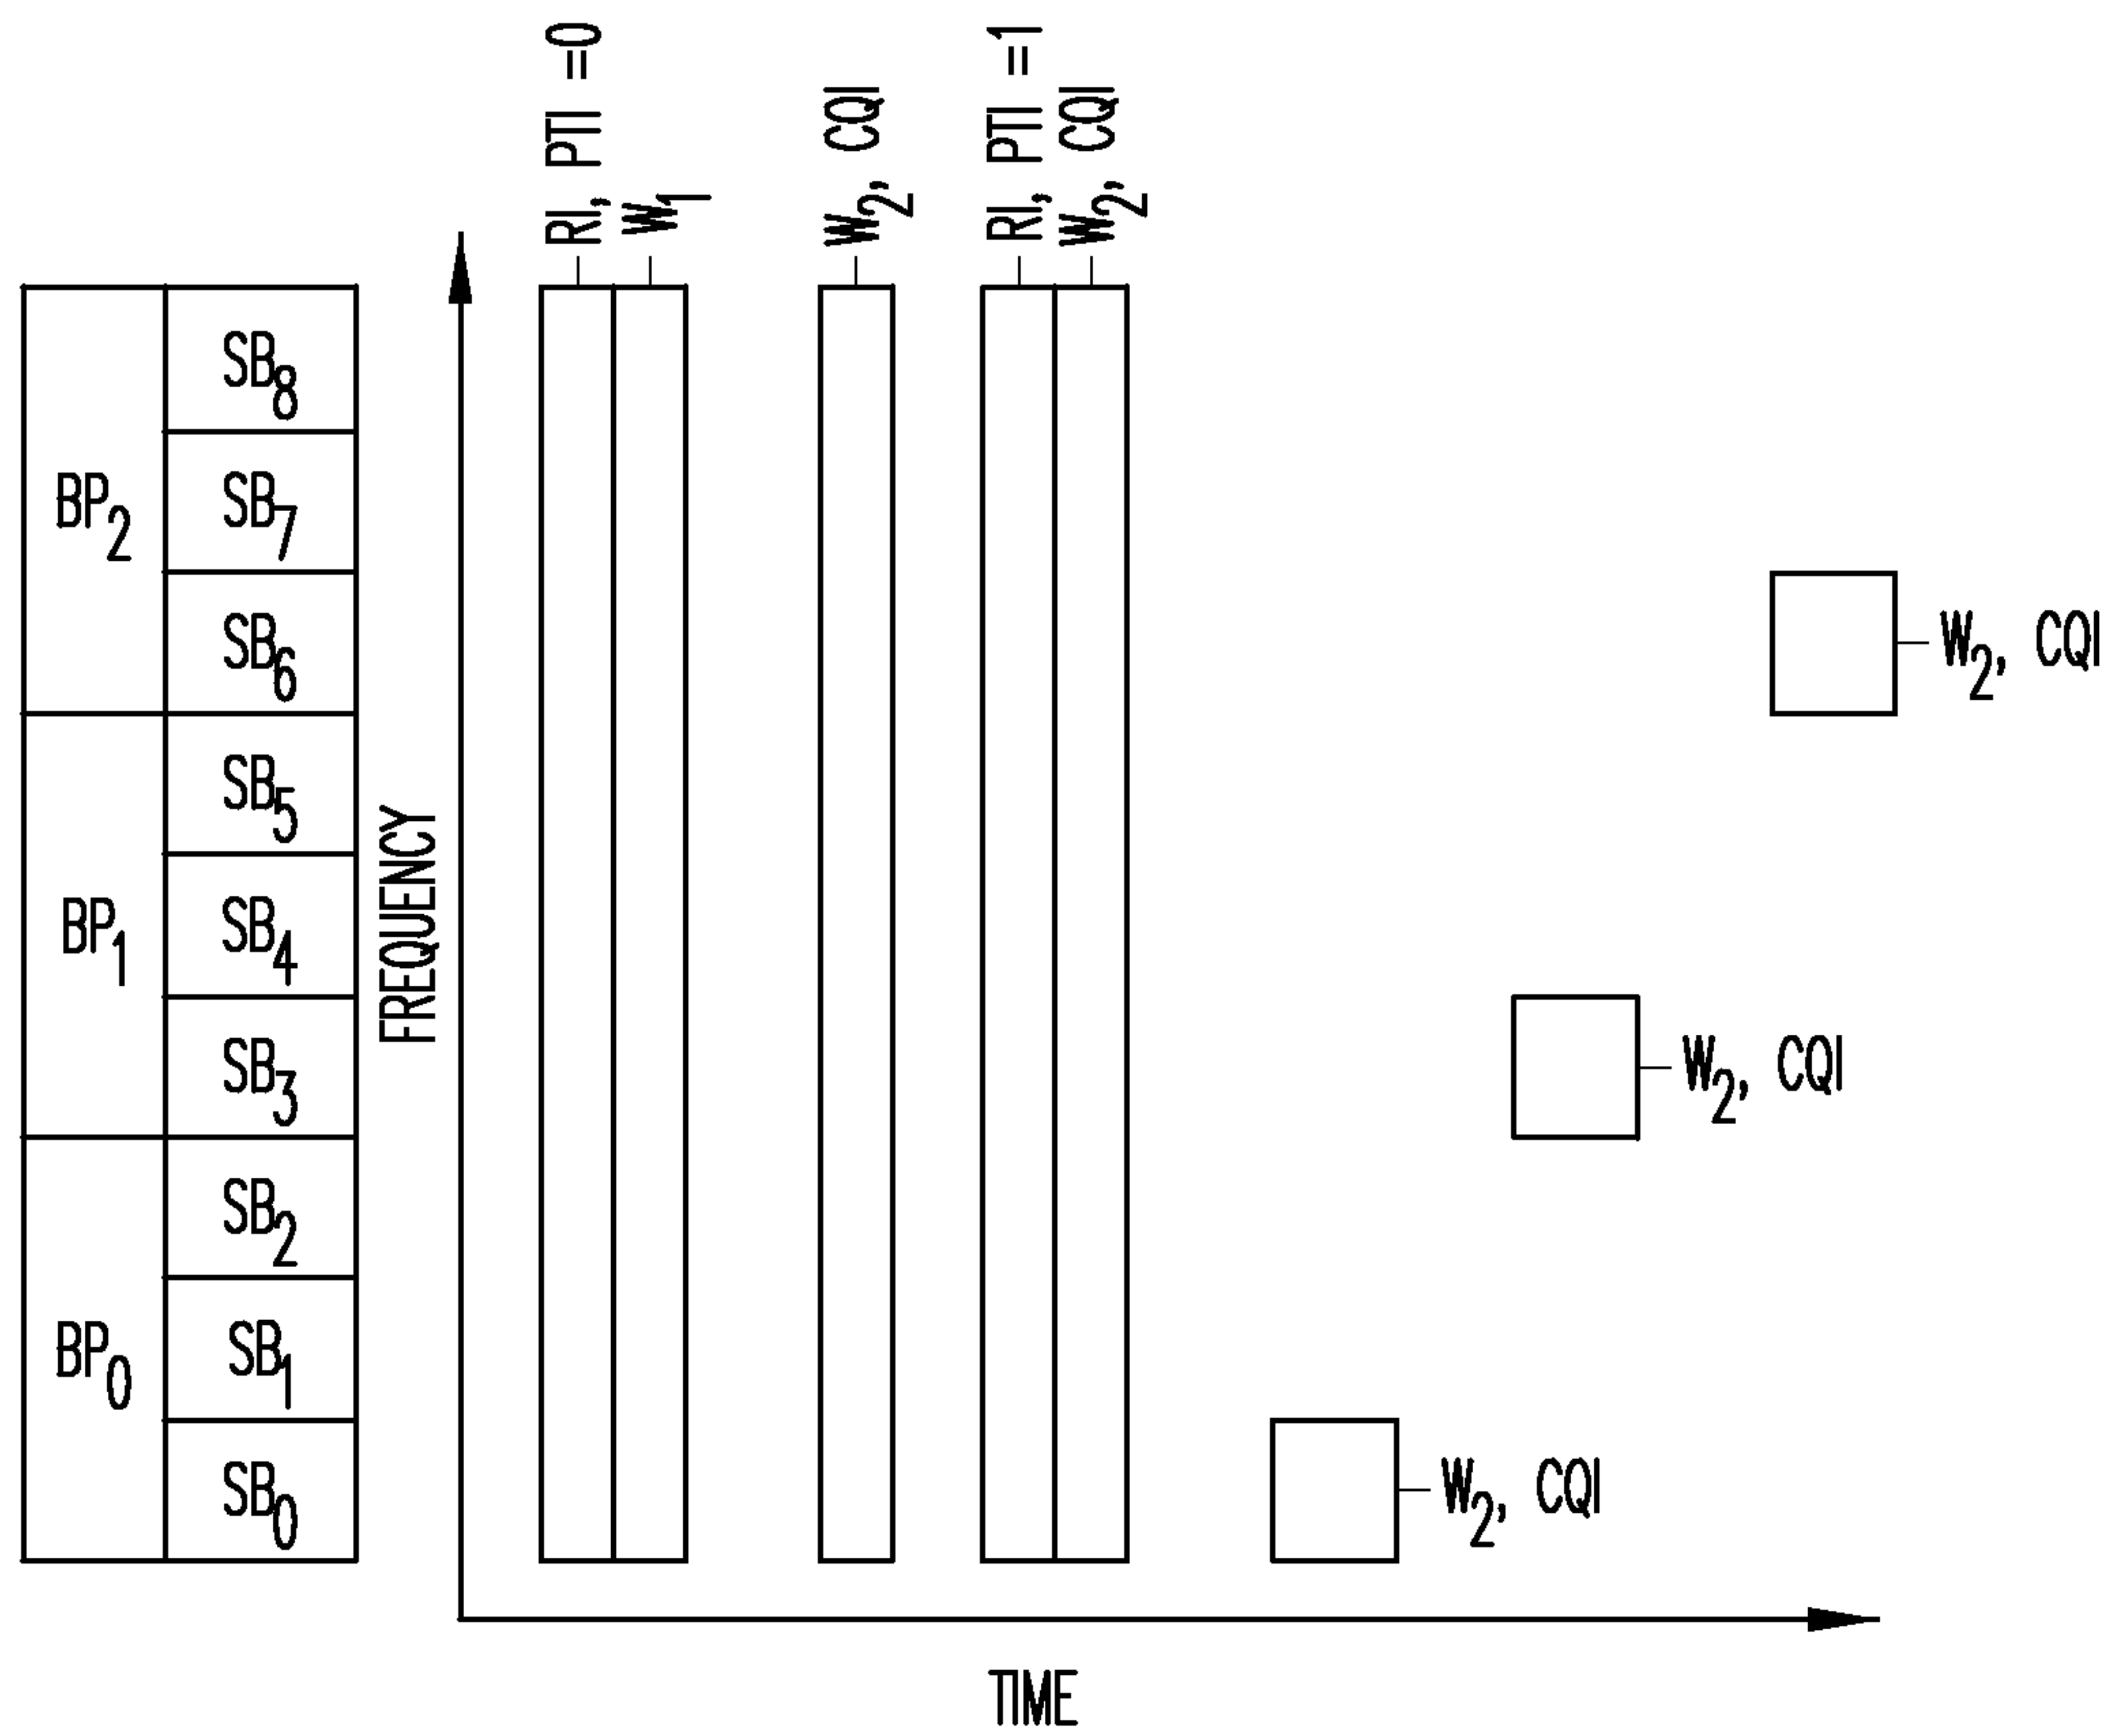 RI, PTI =0
W1
W2, CQI
RI, PTI =1
W2, CQI
BP2
SB8
SB7
SB6
W2, CQI
BP1
SB5
SB4
SB3
FREQUENCY
W2, CQI
BP0
SB2
SB1
SB0
W2, CQI
TIME